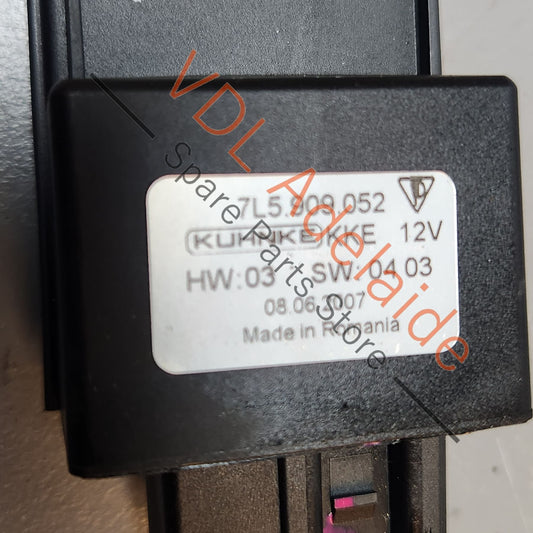 7L5.909.052
KUHNKE KKE 12V
HW:03 SW: 04.03
08.06.2007
Made in Romania
VDL Adelaide
Spare Parts Store